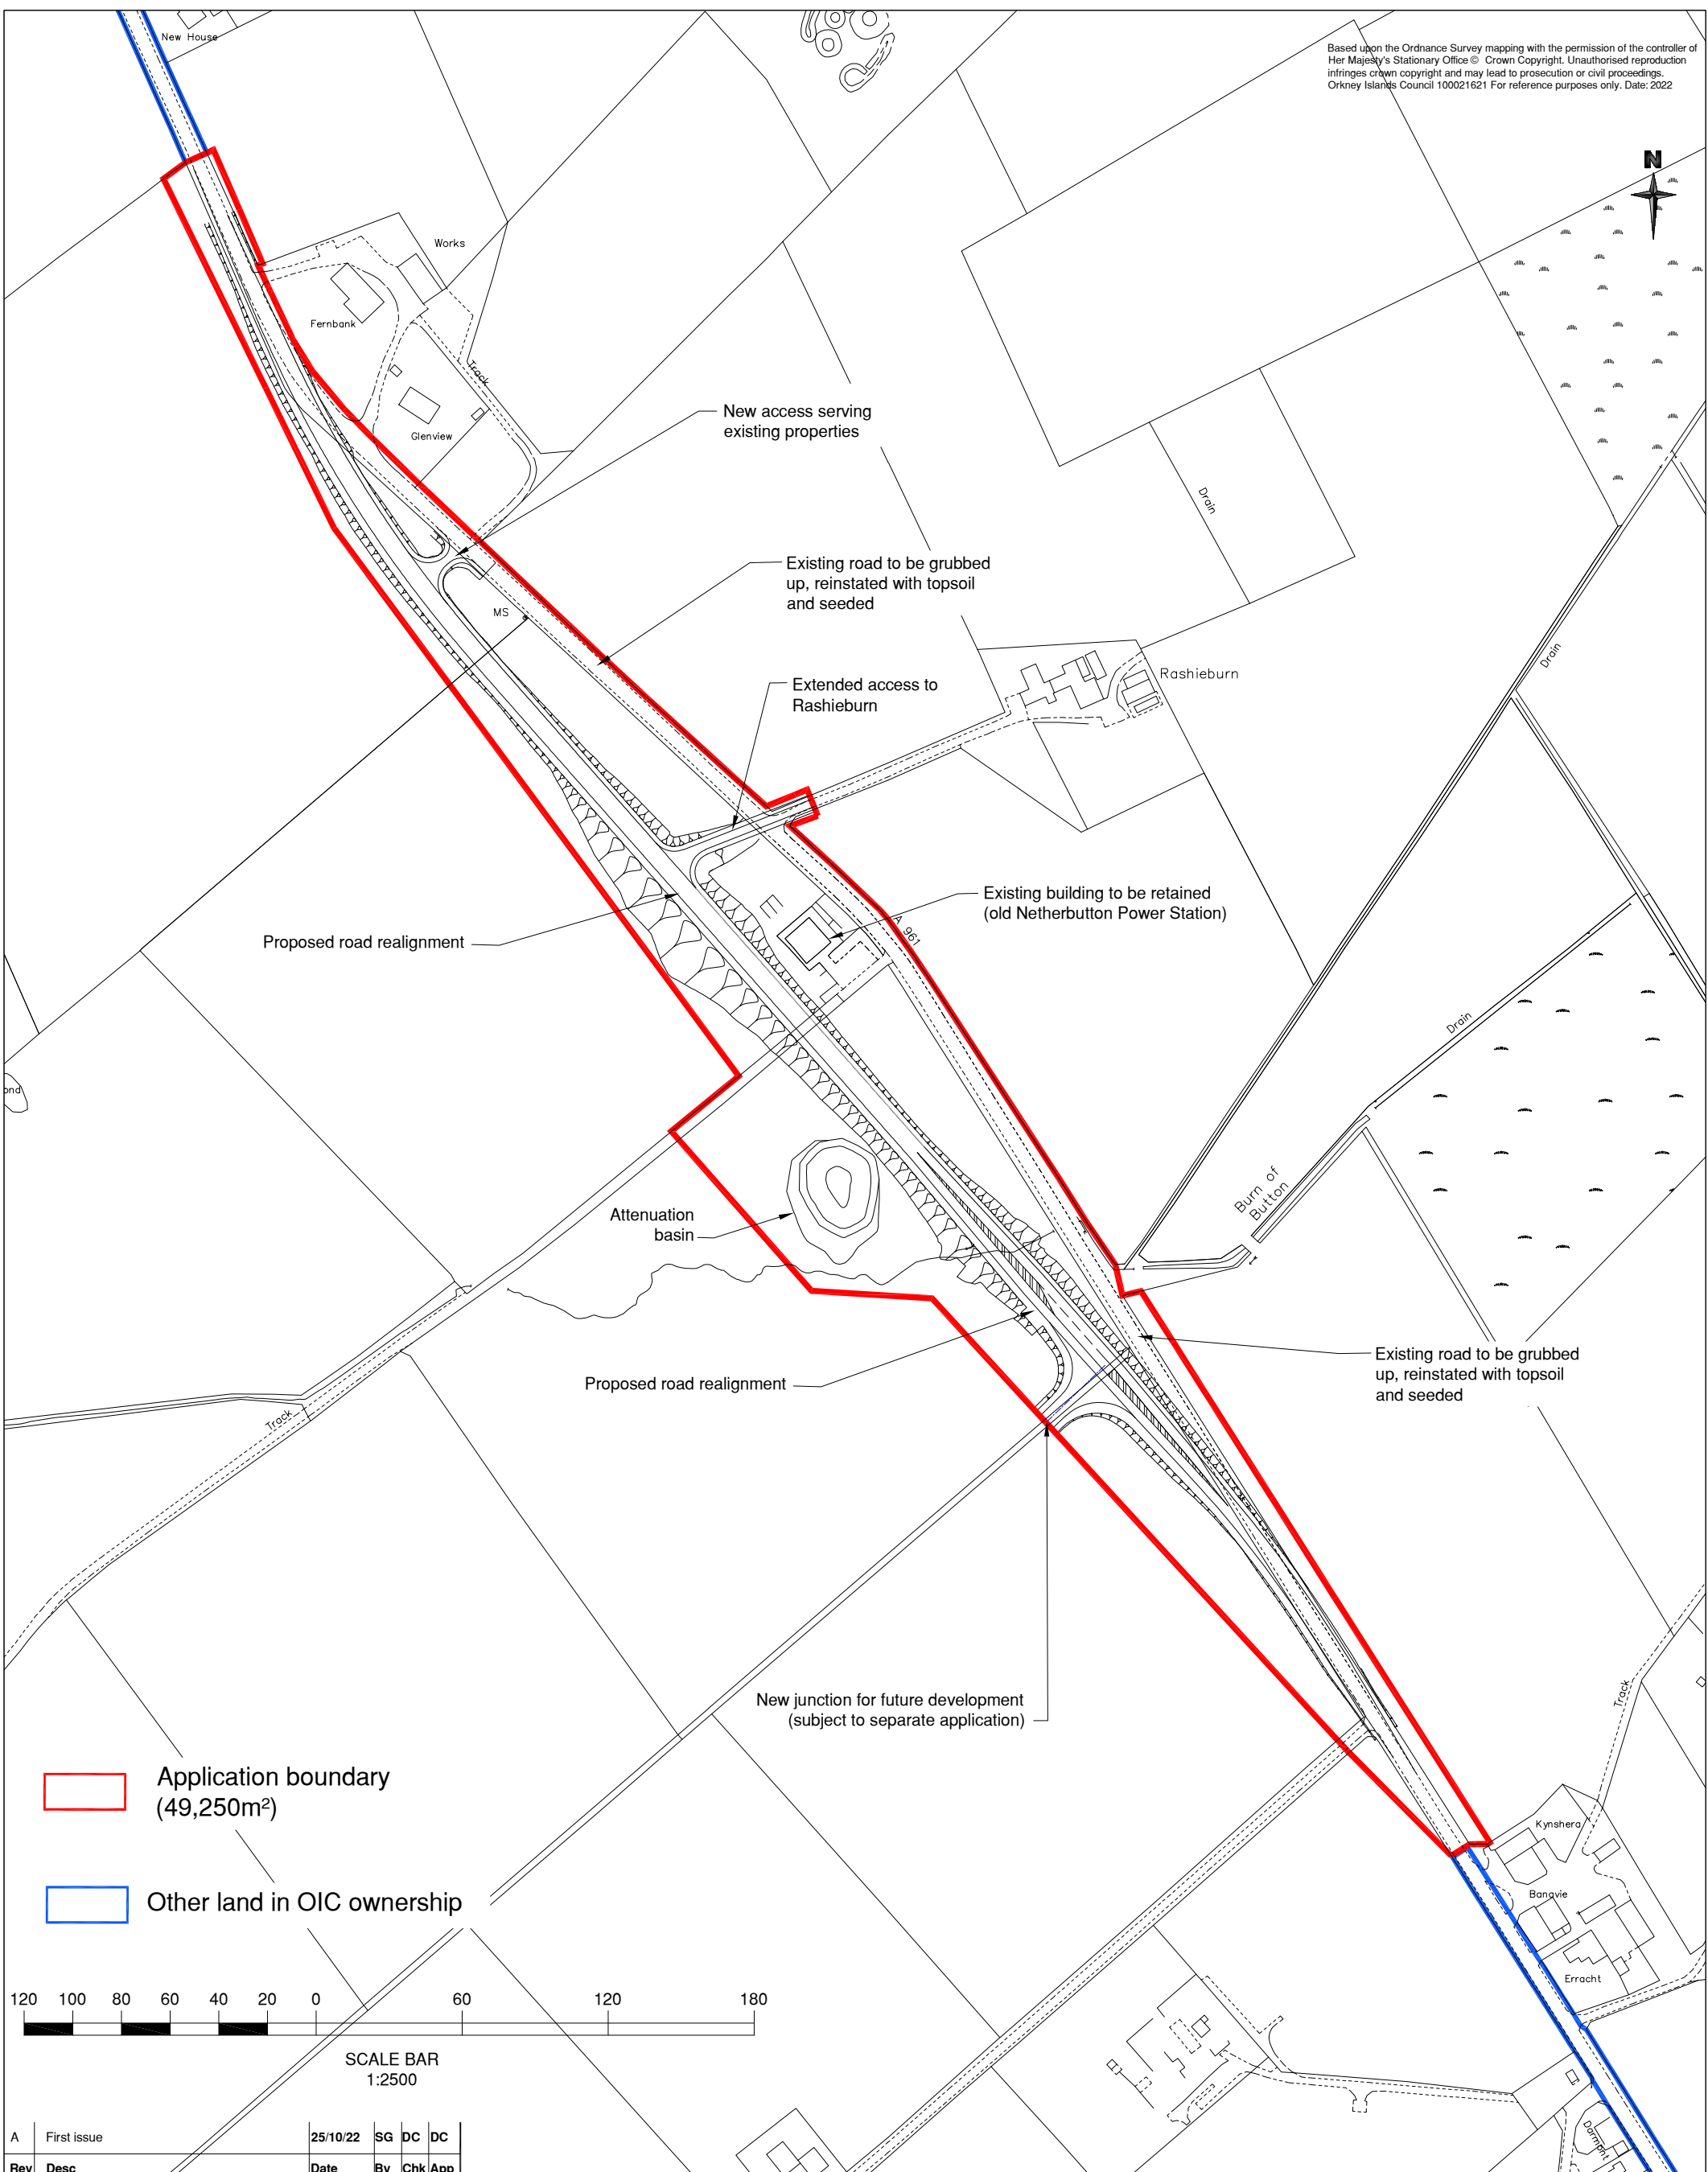 New House
Based upon the Ordnance Survey mapping with the permission of the controller of
Her Majesty's Stationary Office © Crown Copyright. Unauthorised reproduction
infringes crown copyright and may lead to prosecution or civil proceedings.
Orkney Islands Council 100021621 For reference purposes only. Date: 2022
N
Works
Fernbank
Track
Glenview
New access serving
existing properties
Drain
Existing road to be grubbed
up, reinstated with topsoil
and seeded
MS
Drain
Rashieburn
Extended access to
Rashieburn
Existing building to be retained
(old Netherbutton Power Station)
A 961
Proposed road realignment
Drain
ond
Burn of
Button
Attenuation
basin
Existing road to be grubbed
up, reinstated with topsoil
and seeded
Proposed road realignment
Track
New junction for future development
(subject to separate application)
Track
Application boundary
(49,250m²)
Kynshera
Banavie
Other land in OIC ownership
Erracht
120 100 80 60 40 20 0 60 120 180
SCALE BAR
1:2500
A First issue 25/10/22 SG DC DC
Rev Desc Date By Chk App